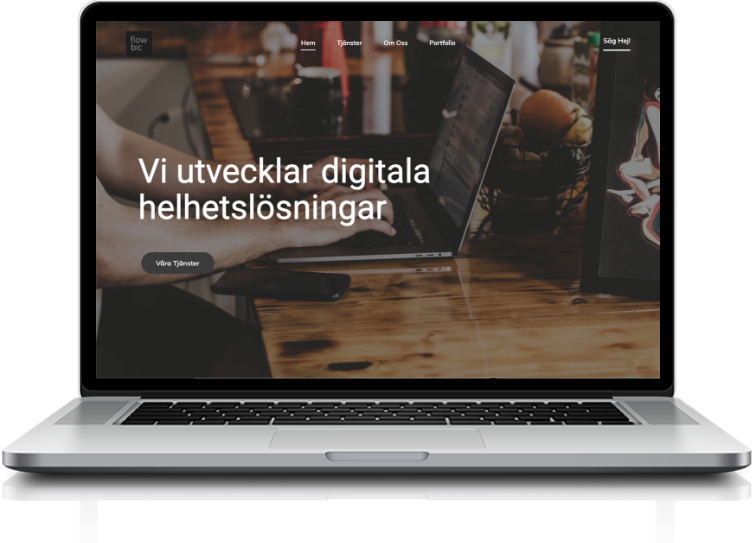 flow
bic
Hem
Tjänster
Om Oss
Portfolio
Säg Hej!
Vi utvecklar digitala
helhetslösningar
Våra Tjänster